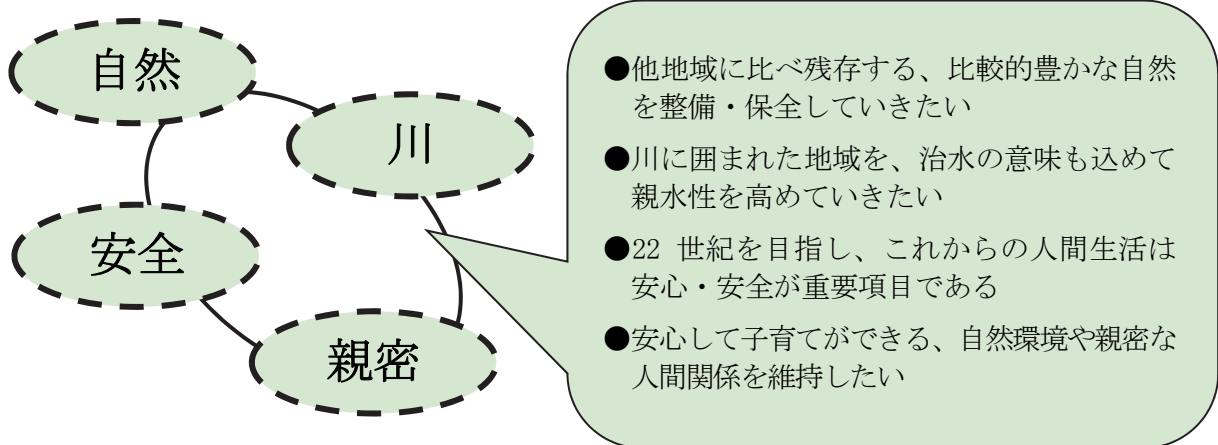 自然
川
安全
親密
●他地域に比べ残存する、比較的豊かな自然
を整備・保全していきたい
●川に囲まれた地域を、治水の意味も込めて
親水性を高めていきたい
●22 世紀を目指し、これからの人間生活は
安心・安全が重要項目である
●安心して子育てができる、自然環境や親密な
人間関係を維持したい